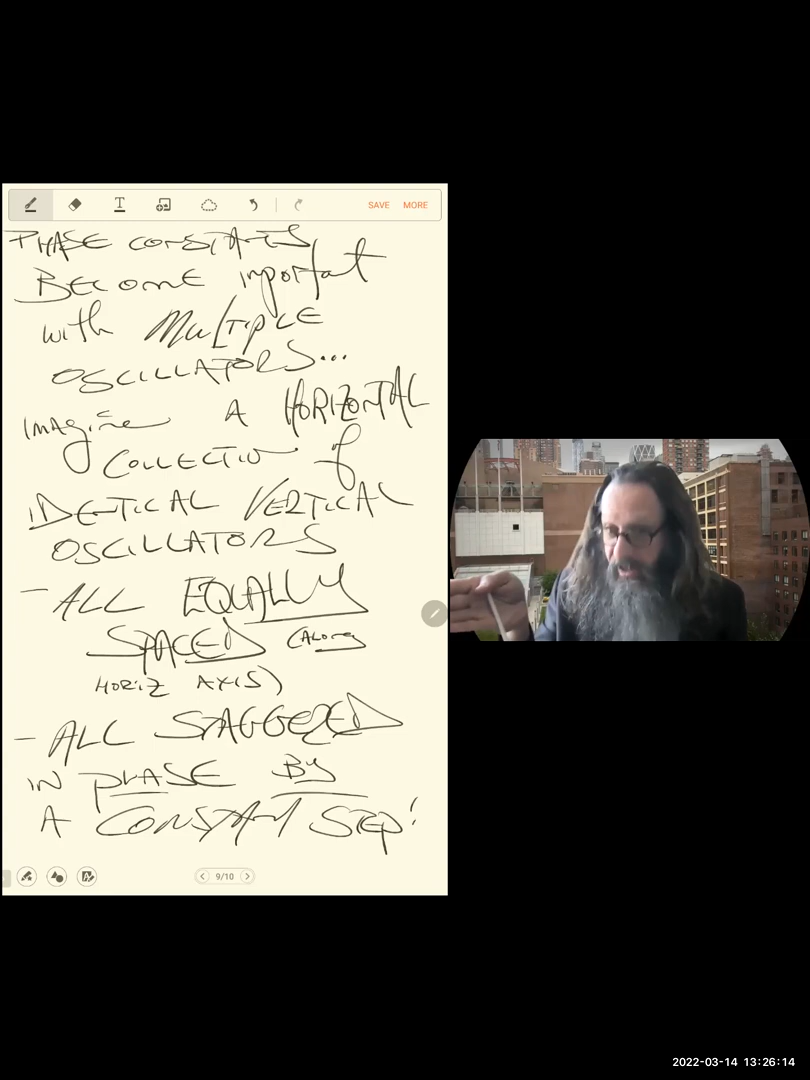 T
SAVE MORE
PHASE CONSTANTS
BECOME important
with MULTIPLE
OSCILLATORS...
IMAGINE A HORIZONTAL
COLLECTION of
IDENTICAL VERTICAL
OSCILLATORS
- ALL EQUALLY
SPACED (ALONG
HORIZ AXIS)
- ALL STAGGERED
IN PHASE BY
A CONSTANT STEP!
9/10
2022-03-14 13:26:14